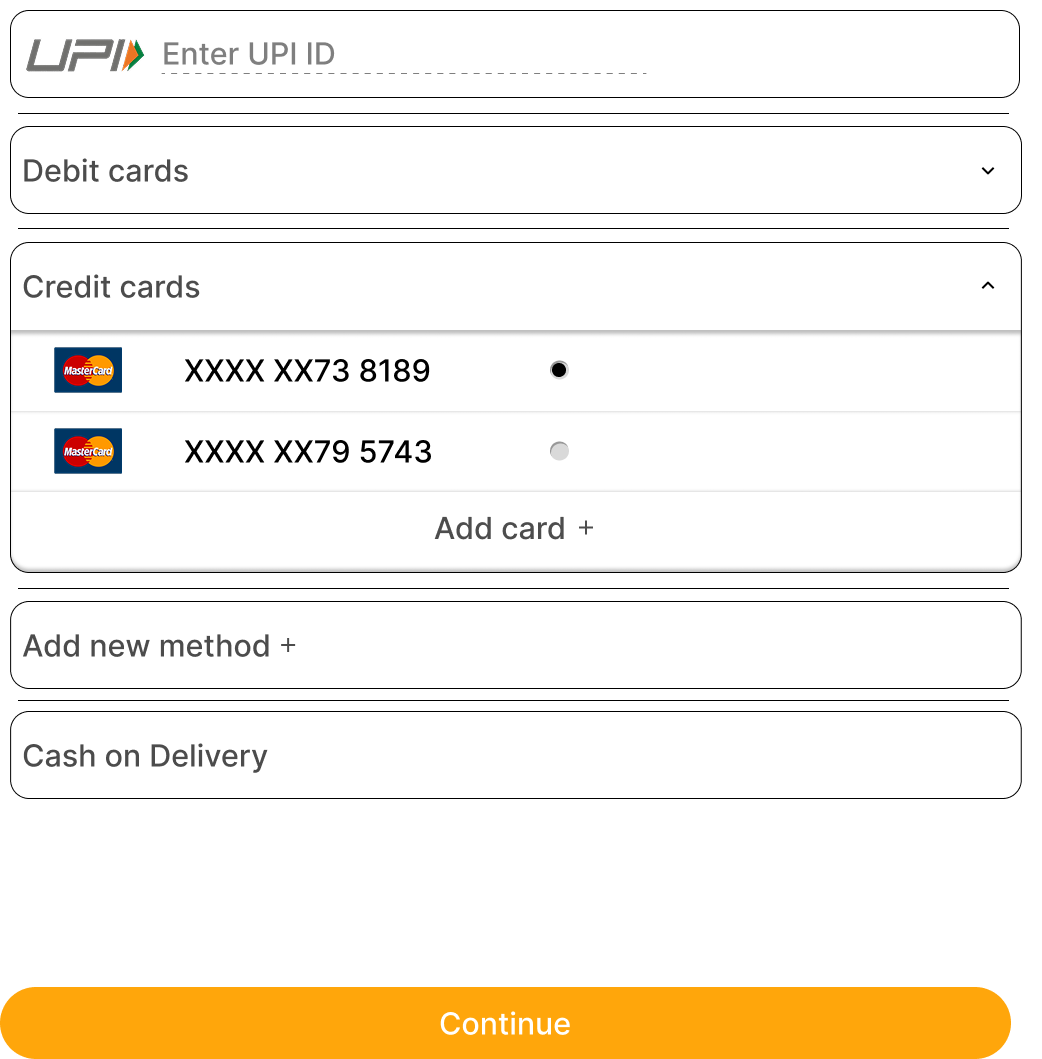 UPI Enter UPI ID
Debit cards
Credit cards
MasterCard XXXX XX73 8189
MasterCard XXXX XX79 5743
Add card +
Add new method +
Cash on Delivery
Continue